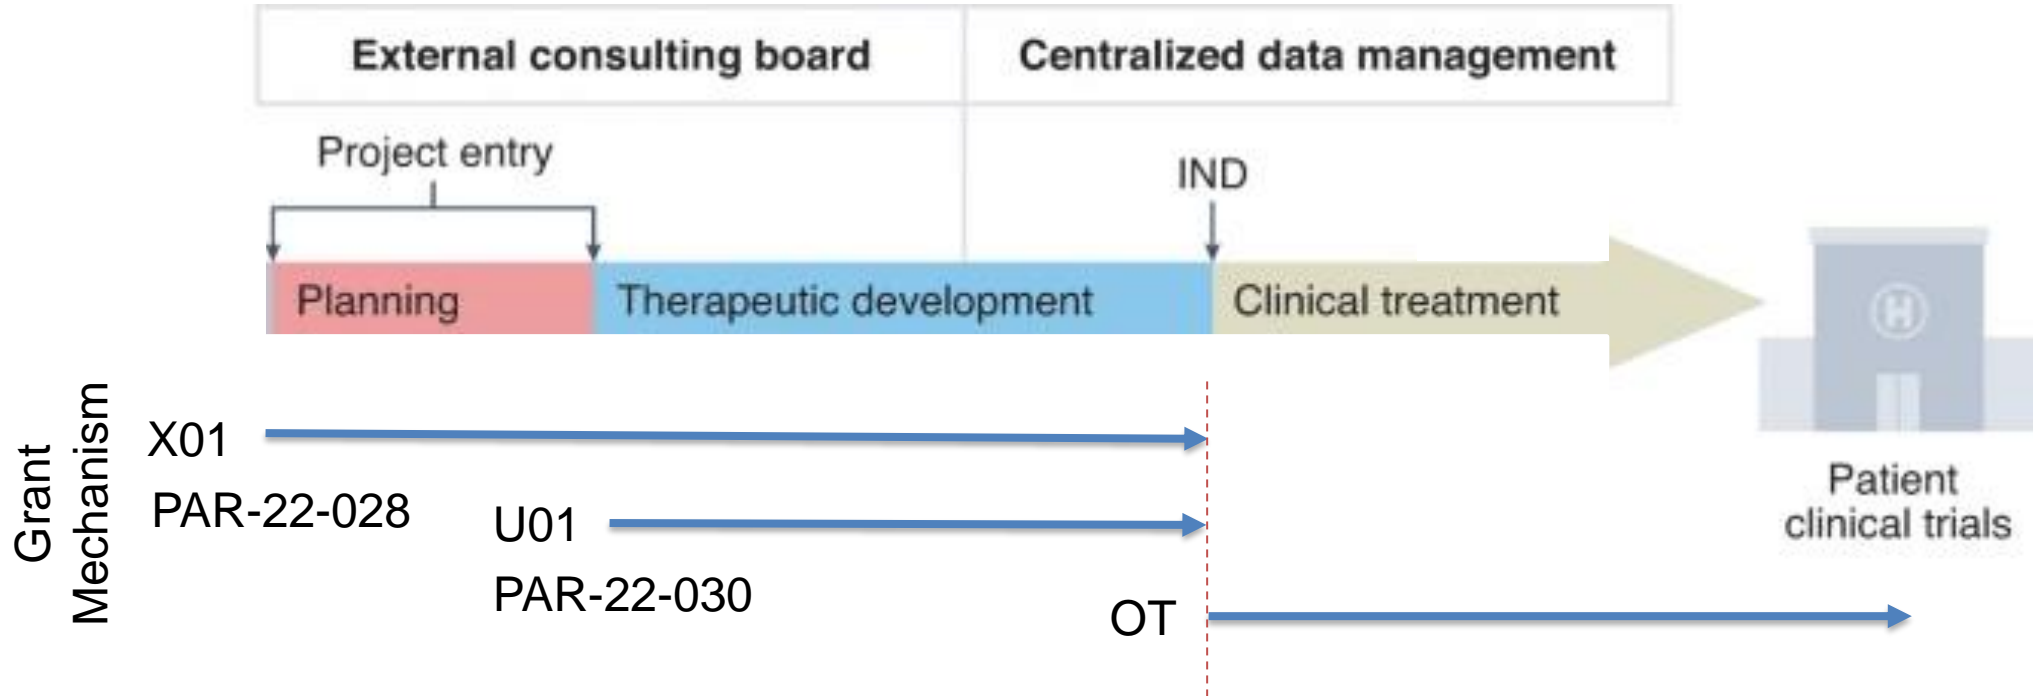 External consulting board
Centralized data management
Project entry
IND
Planning
Therapeutic development
Clinical treatment
H
Grant
Mechanism
X01
PAR-22-028
U01
PAR-22-030
OT
Patient
clinical trials